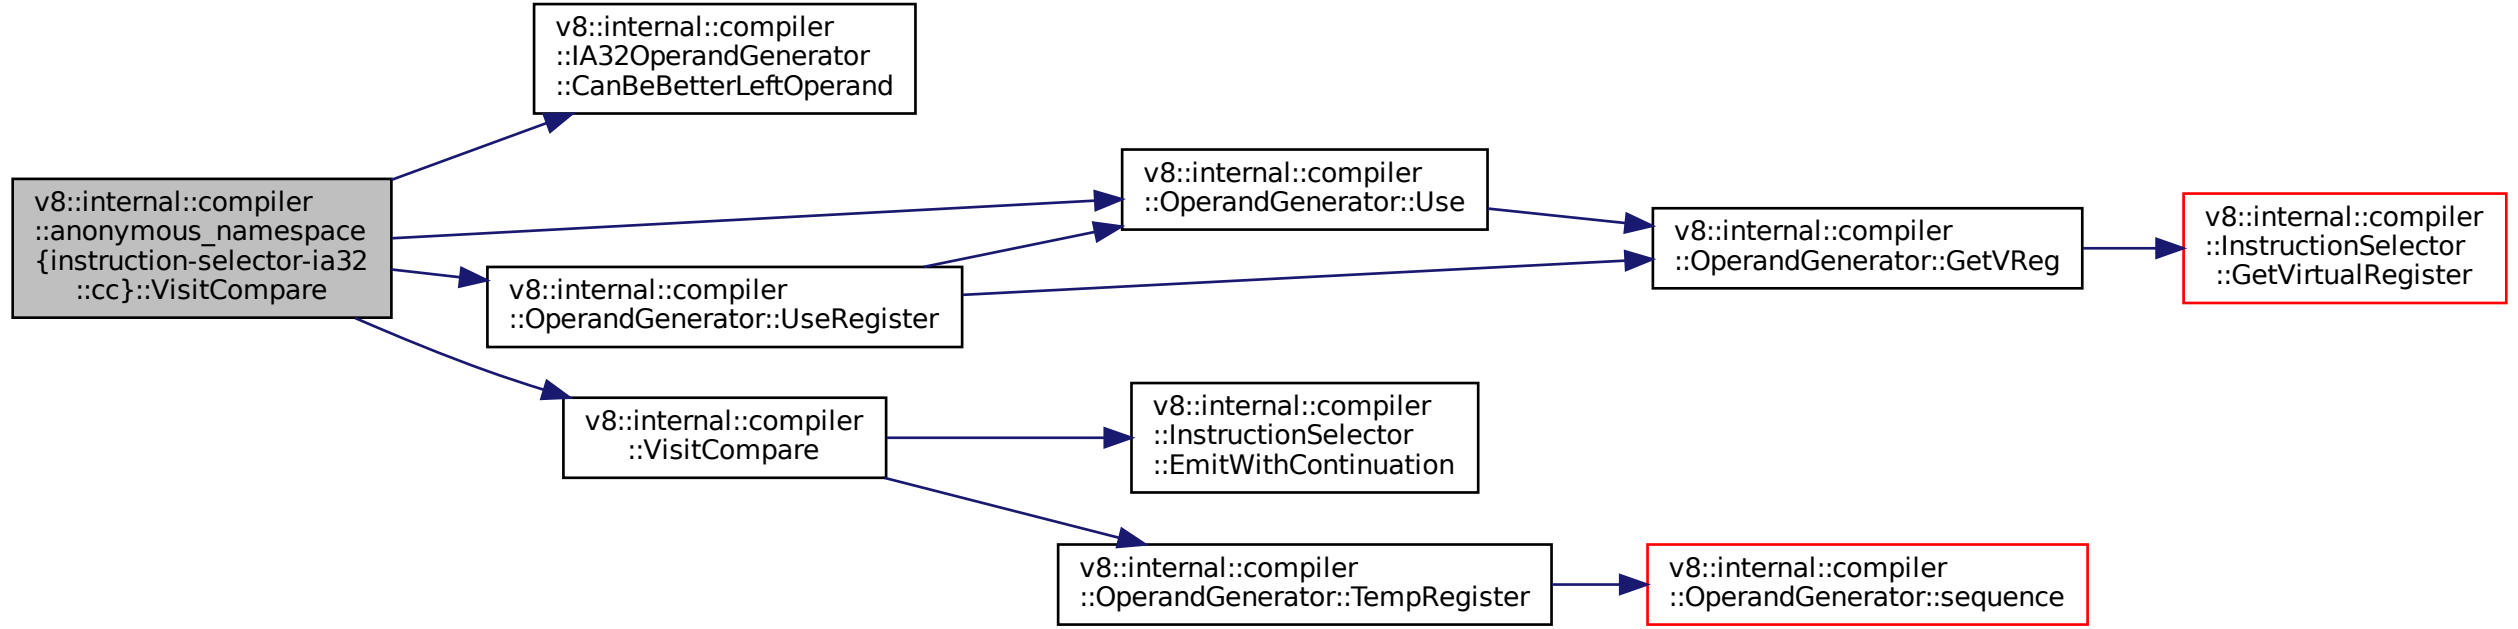 v8::internal::compiler
::IA32OperandGenerator
::CanBeBetterLeftOperand
v8::internal::compiler
::anonymous_namespace
{instruction-selector-ia32
::cc}::VisitCompare
v8::internal::compiler
::OperandGenerator::Use
v8::internal::compiler
::OperandGenerator::UseRegister
v8::internal::compiler
::OperandGenerator::GetVReg
v8::internal::compiler
::InstructionSelector
::GetVirtualRegister
v8::internal::compiler
::VisitCompare
v8::internal::compiler
::InstructionSelector
::EmitWithContinuation
v8::internal::compiler
::OperandGenerator::TempRegister
v8::internal::compiler
::OperandGenerator::sequence